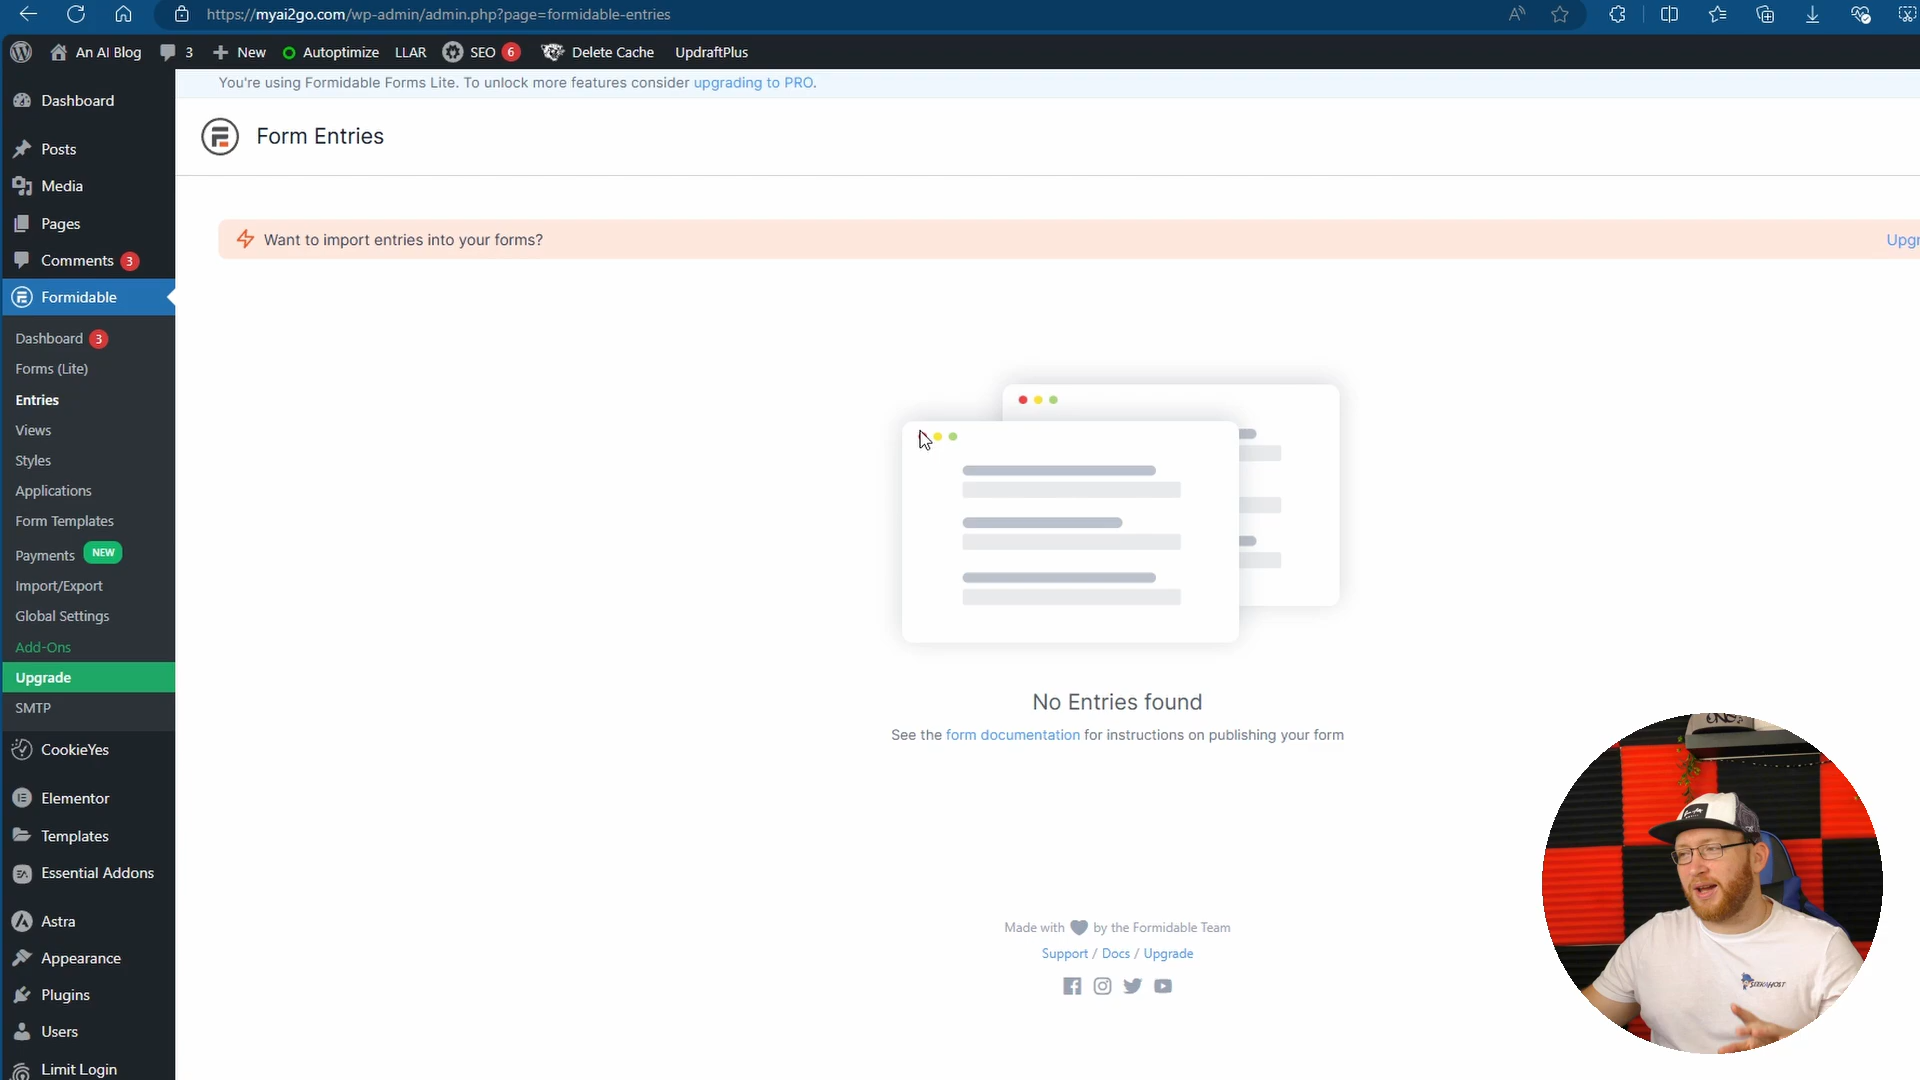 https://myai2go.com/wp-admin/admin.php?page=formidable-entries
An AI Blog 3 New Autoptimize LLAR SEO 6 Delete Cache UpdraftPlus
You're using Formidable Forms Lite. To unlock more features consider upgrading to PRO.
Form Entries
Want to import entries into your forms?
Upgr
Dashboard
Posts
Media
Pages
Comments 3
Formidable
Dashboard 3
Forms (Lite)
Entries
Views
Styles
Applications
Form Templates
Payments NEW
Import/Export
Global Settings
Add-Ons
Upgrade
SMTP
CookieYes
Elementor
Templates
Essential Addons
Astra
Appearance
Plugins
Users
Limit Login
No Entries found
See the form documentation for instructions on publishing your form
Made with by the Formidable Team
Support / Docs / Upgrade
SEEKAHOST